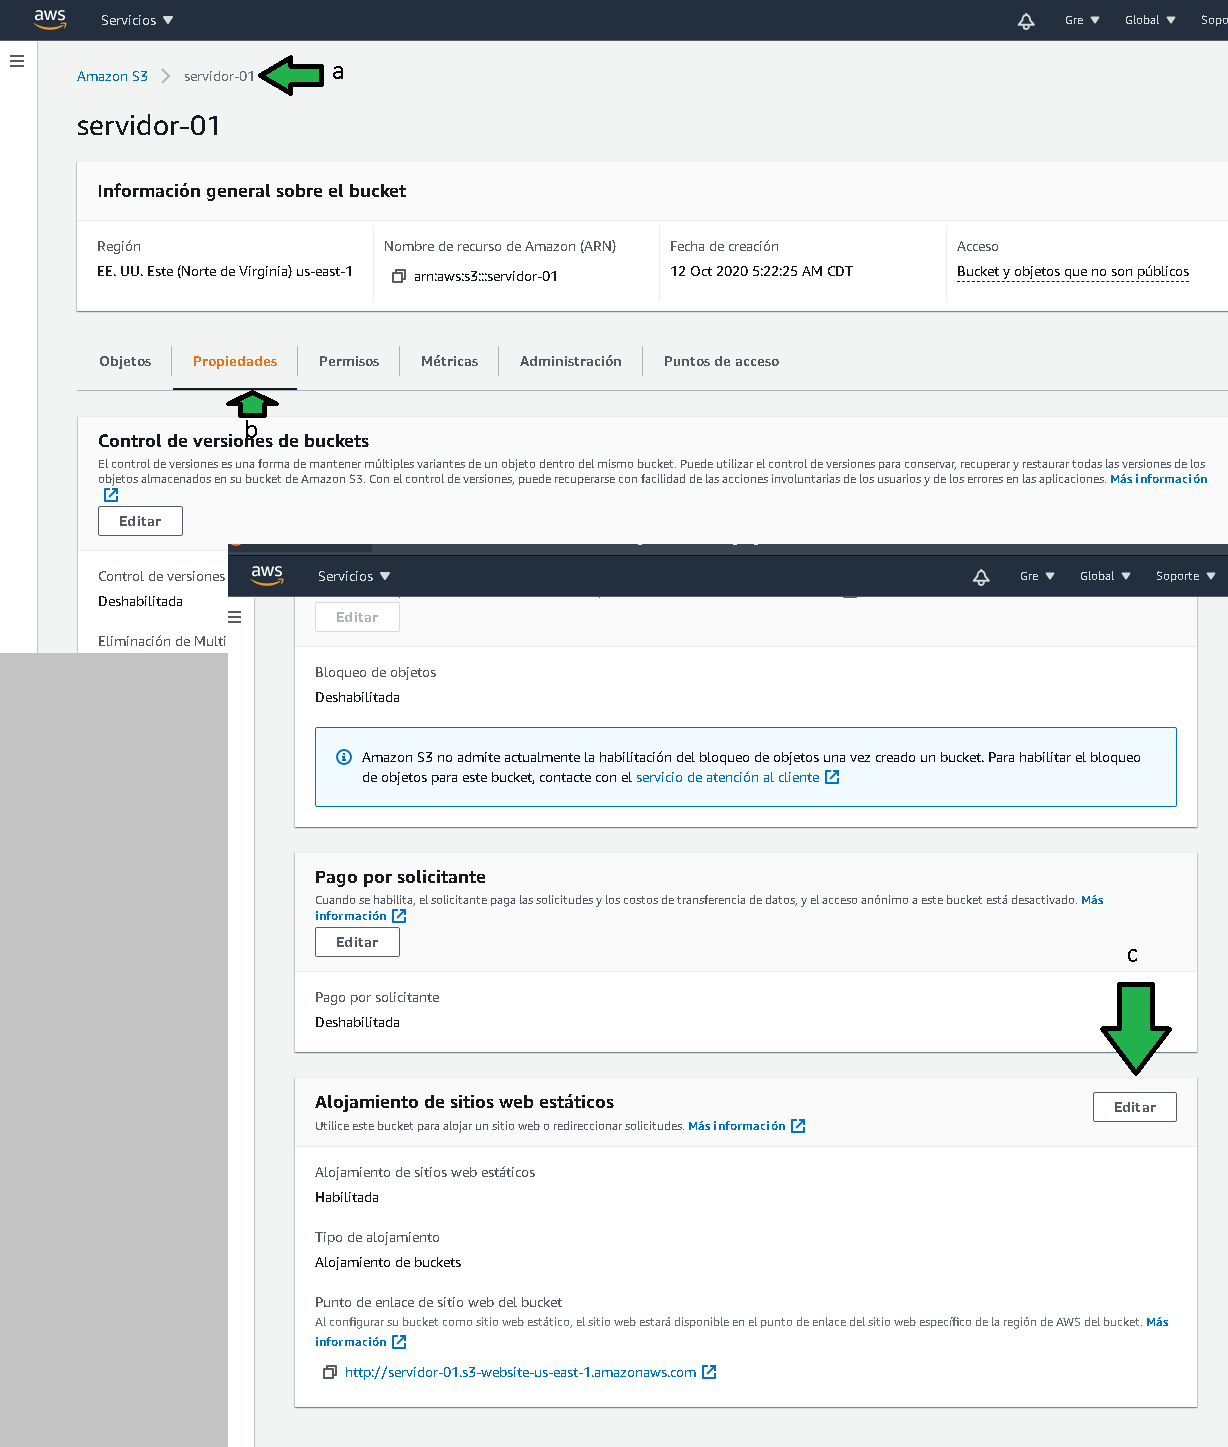 aws Servicios Gre Global Sopo
Amazon S3 servidor-01 a
servidor-01
Información general sobre el bucket
Región Nombre de recurso de Amazon (ARN) Fecha de creación Acceso
EE. UU. Este (Norte de Virginia) us-east-1 arn:aws:s3:::servidor-01 12 Oct 2020 5:22:25 AM CDT Bucket y objetos que no son públicos
Objetos Propiedades Permisos Métricas Administración Puntos de acceso
b
Control de versiones de buckets
El control de versiones es una forma de mantener múltiples variantes de un objeto dentro del mismo bucket. Puede utilizar el control de versiones para conservar, recuperar y restaurar todas las versiones de los
objetos almacenados en su bucket de Amazon S3. Con el control de versiones, puede recuperarse con facilidad de las acciones involuntarias de los usuarios y de los errores en las aplicaciones. Más información
Editar
Control de versiones
Deshabilitada
Eliminación de Multi
aws Servicios Gre Global Soporte
Editar
Bloqueo de objetos
Deshabilitada
Amazon S3 no admite actualmente la habilitación del bloqueo de objetos una vez creado un bucket. Para habilitar el bloqueo
de objetos para este bucket, contacte con el servicio de atención al cliente
Pago por solicitante
Cuando se habilita, el solicitante paga las solicitudes y los costos de transferencia de datos, y el acceso anónimo a este bucket está desactivado. Más
información
Editar
c
Pago por solicitante
Deshabilitada
Alojamiento de sitios web estáticos
Editar
Utilice este bucket para alojar un sitio web o redireccionar solicitudes. Más información
Alojamiento de sitios web estáticos
Habilitada
Tipo de alojamiento
Alojamiento de buckets
Punto de enlace de sitio web del bucket
Al configurar su bucket como sitio web estático, el sitio web estará disponible en el punto de enlace del sitio web específico de la región de AWS del bucket. Más
información
http://servidor-01.s3-website-us-east-1.amazonaws.com